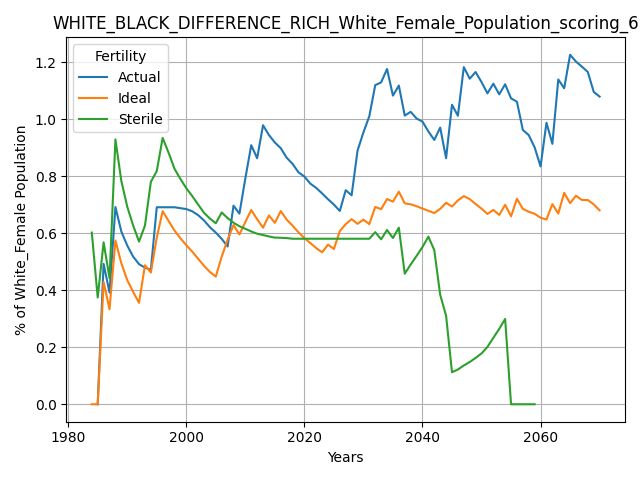 WHITE_BLACK_DIFFERENCE_RICH_White_Female_Population_scoring_6
Fertility
Actual
Ideal
Sterile
% of White_Female Population
1.2
1.0
0.8
0.6
0.4
0.2
0.0
1980 2000 2020 2040 2060
Years